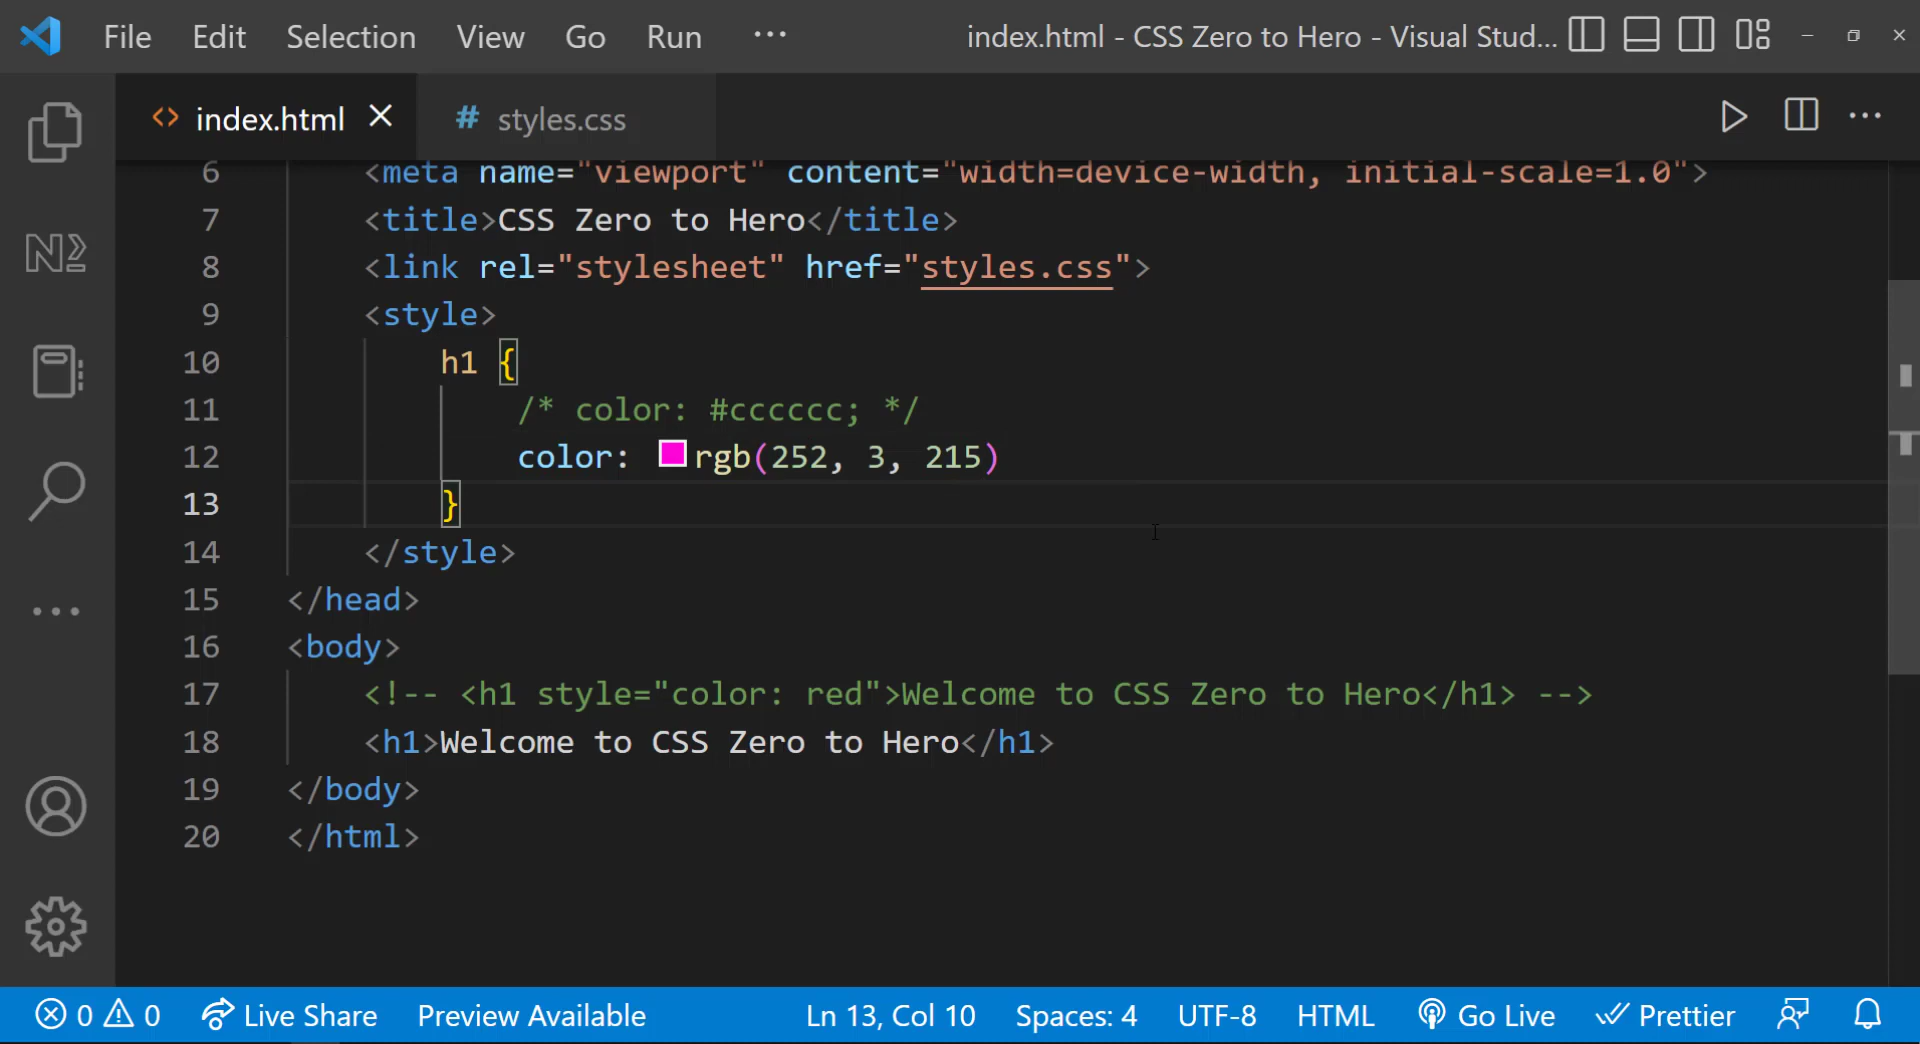 File Edit Selection View Go Run ··· index.html - CSS Zero to Hero - Visual Stud...
<> index.html # styles.css
6 <meta name="viewport" content="width=device-width, initial-scale=1.0">
7 <title>CSS Zero to Hero</title>
8 <link rel="stylesheet" href="styles.css">
9 <style>
10 h1 {
11 /* color: #cccccc; */
12 color: rgb(252, 3, 215)
13 }
14 </style>
15 </head>
16 <body>
17 <!-- <h1 style="color: red">Welcome to CSS Zero to Hero</h1> -->
18 <h1>Welcome to CSS Zero to Hero</h1>
19 </body>
20 </html>
0 0 Live Share Preview Available Ln 13, Col 10 Spaces: 4 UTF-8 HTML Go Live Prettier